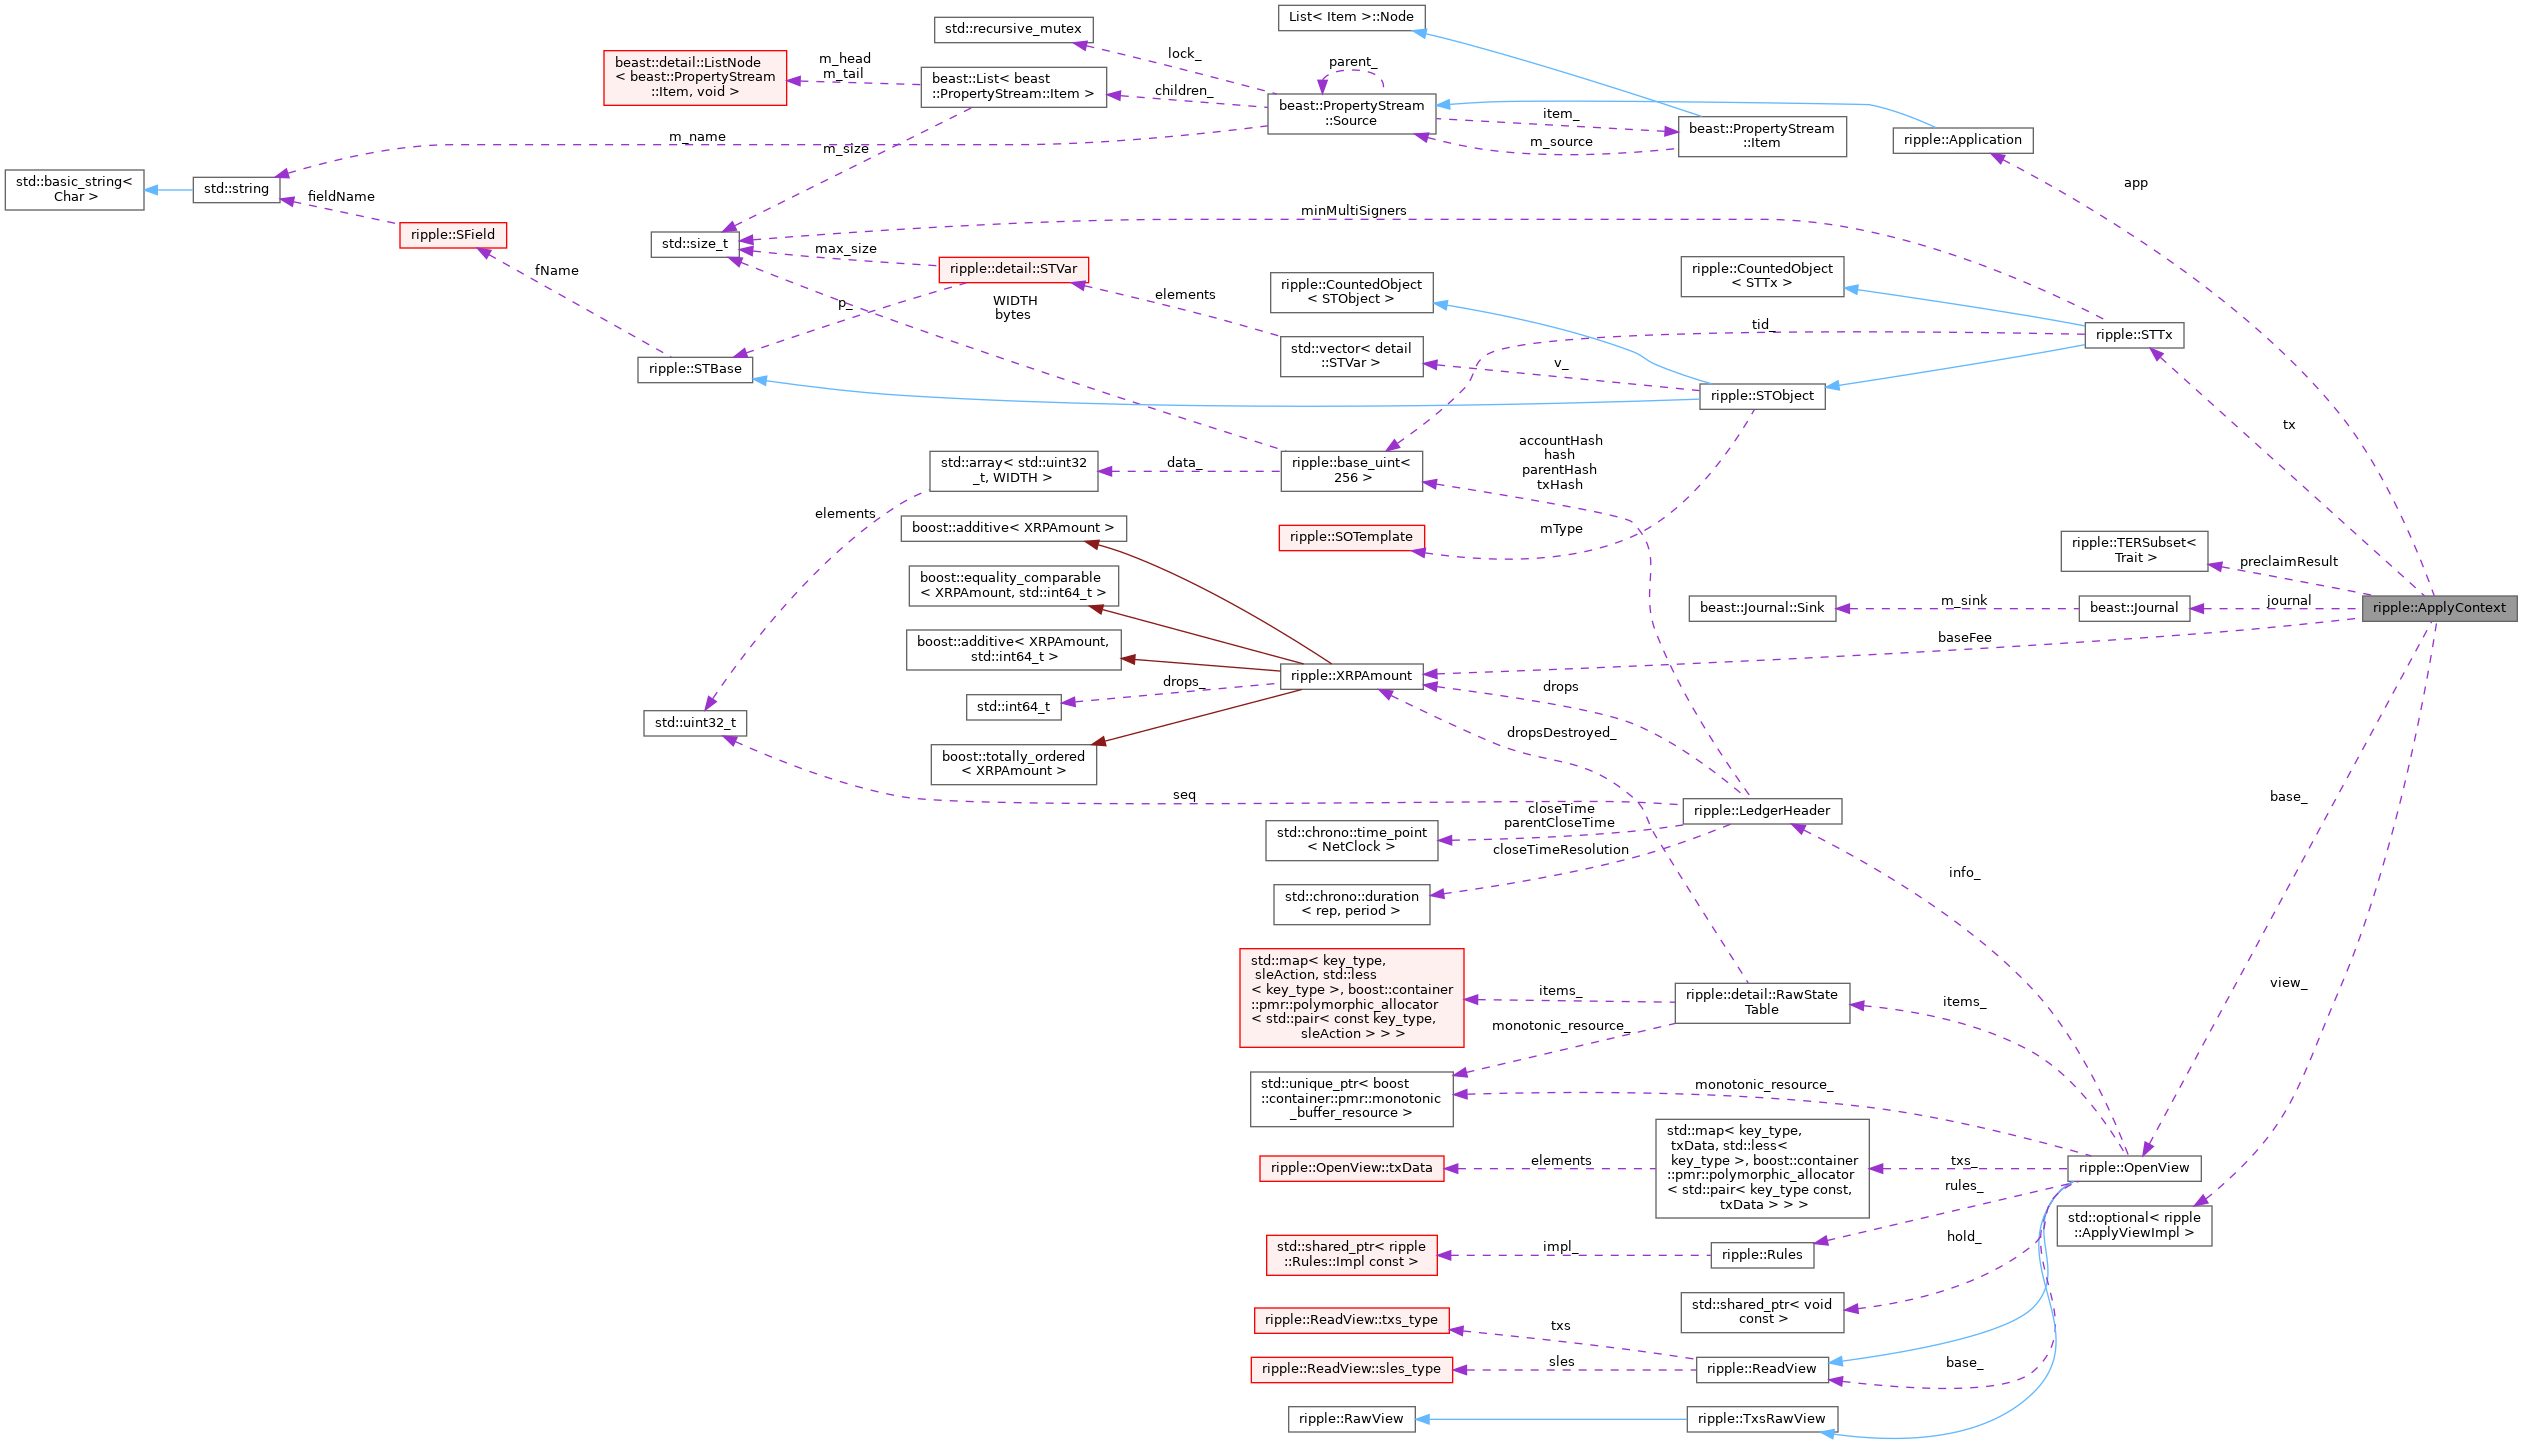 List< Item >::Node
std::recursive_mutex
lock_
m_head
m_tail
beast::detail::ListNode
< beast::PropertyStream
::Item, void >
beast::List< beast
::PropertyStream::Item >
children_
parent_
beast::PropertyStream
::Source
item_
m_source
beast::PropertyStream
::Item
ripple::Application
app
m_name
m_size
std::basic_string<
Char >
std::string
fieldName
ripple::SField
fName
std::size_t
minMultiSigners
max_size
ripple::detail::STVar
p_
WIDTH
bytes
elements
ripple::CountedObject
< STObject >
ripple::CountedObject
< STTx >
tid_
ripple::STTx
ripple::STBase
std::vector< detail
::STVar >
v_
ripple::STObject
tx
accountHash
hash
parentHash
txHash
std::array< std::uint32
_t, WIDTH >
data_
ripple::base_uint<
256 >
elements
boost::additive< XRPAmount >
ripple::SOTemplate
mType
ripple::TERSubset<
Trait >
preclaimResult
boost::equality_comparable
< XRPAmount, std::int64_t >
beast::Journal::Sink
m_sink
beast::Journal
journal
ripple::ApplyContext
boost::additive< XRPAmount,
std::int64_t >
baseFee
ripple::XRPAmount
drops_
drops
std::int64_t
std::uint32_t
dropsDestroyed_
boost::totally_ordered
< XRPAmount >
seq
closeTime
parentCloseTime
ripple::LedgerHeader
base_
std::chrono::time_point
< NetClock >
closeTimeResolution
info_
std::chrono::duration
< rep, period >
std::map< key_type,
sleAction, std::less
< key_type >, boost::container
::pmr::polymorphic_allocator
< std::pair< const key_type,
sleAction > > >
items_
monotonic_resource_
ripple::detail::RawState
Table
items_
view_
std::unique_ptr< boost
::container::pmr::monotonic
_buffer_resource >
monotonic_resource_
std::map< key_type,
txData, std::less<
key_type >, boost::container
::pmr::polymorphic_allocator
< std::pair< key_type const,
txData > > >
ripple::OpenView::txData
elements
txs_
ripple::OpenView
rules_
std::optional< ripple
::ApplyViewImpl >
std::shared_ptr< ripple
::Rules::Impl const >
impl_
ripple::Rules
hold_
std::shared_ptr< void
const >
ripple::ReadView::txs_type
txs
ripple::ReadView::sles_type
sles
ripple::ReadView
base_
ripple::RawView
ripple::TxsRawView